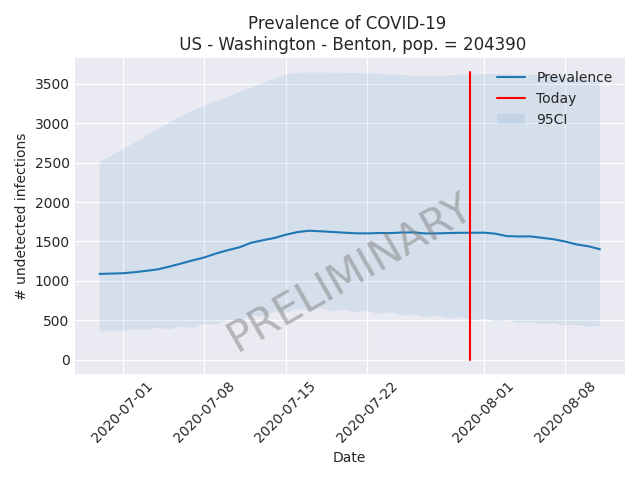 Prevalence of COVID-19
US - Washington - Benton, pop. = 204390
# undetected infections
3500
3000
2500
2000
1500
1000
500
0
Prevalence
Today
95CI
PRELIMINARY
2020-07-01
2020-07-08
2020-07-15
2020-07-22
2020-08-01
2020-08-08
Date